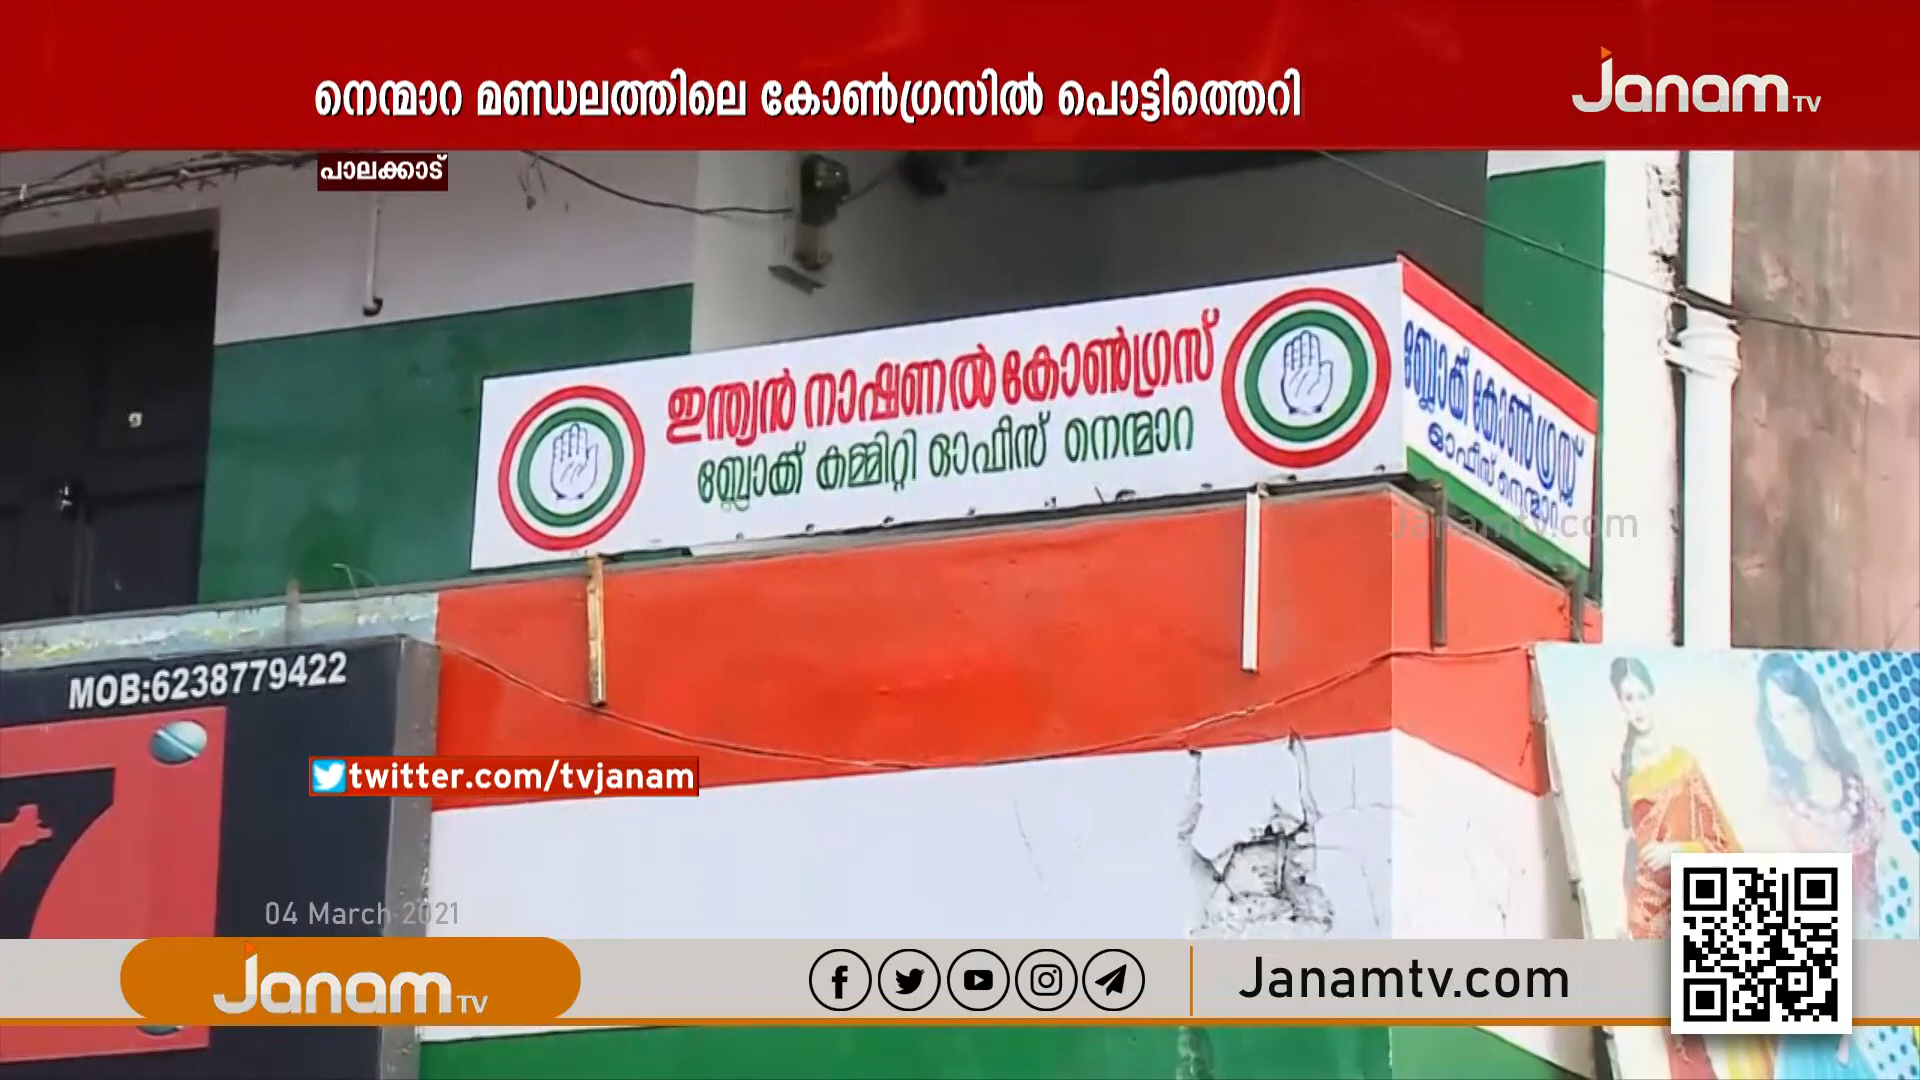 നെന്മാറ മണ്ഡലത്തിലെ കോൺഗ്രസിൽ പൊട്ടിത്തെറി
Janam TV
പാലക്കാട്
ഇന്ത്യൻ നാഷണൽ കോൺഗ്രസ്
ബ്ലോക്ക് കമ്മിറ്റി ഓഫീസ് നെന്മാറ
ബ്ലോക്ക് കോൺഗ്രസ്സ്
ഓഫീസ് നെന്മാറ
Janamtv.com
MOB:6238779422
twitter.com/tvjanam
04 March 2021
Janam TV
Janamtv.com